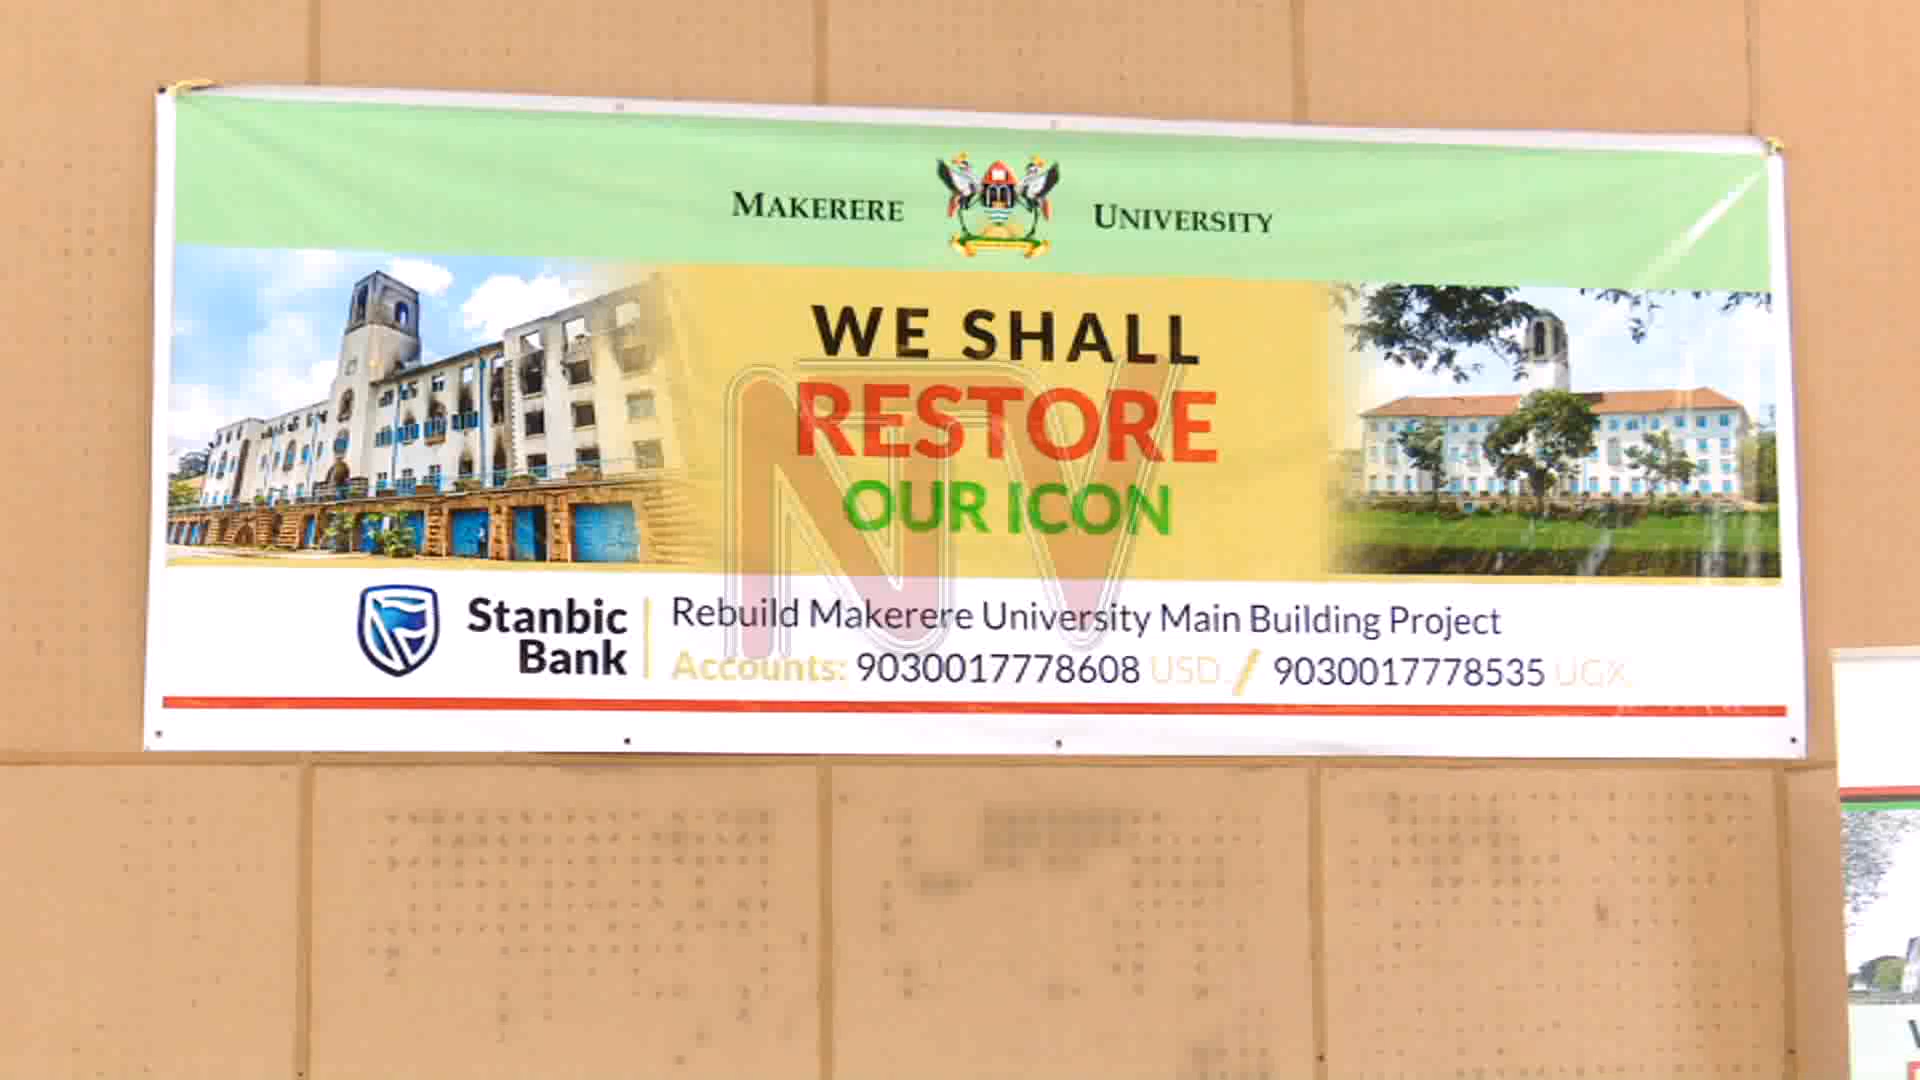 MAKERERE UNIVERSITY
WE SHALL
RESTORE
OUR ICON
Stanbic
Bank
Rebuild Makerere University Main Building Project
Accounts: 9030017778608 USD / 9030017778535 UGX
NTV